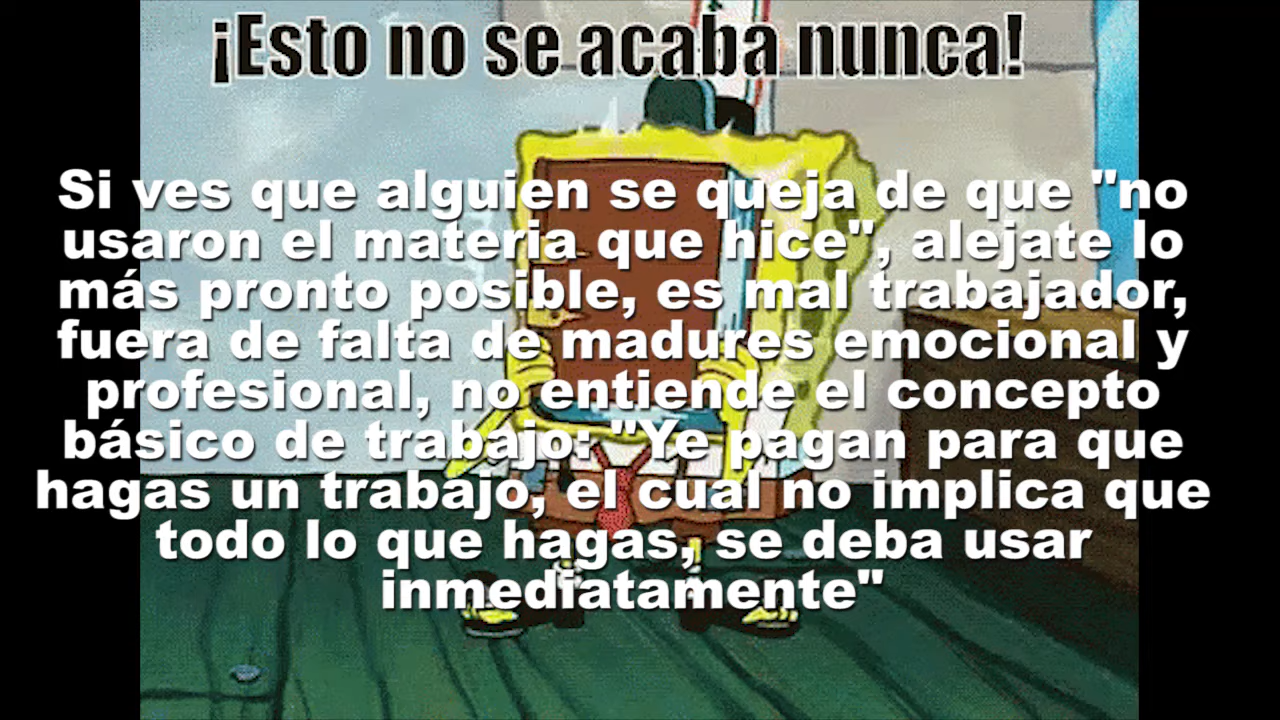 ¡Esto no se acaba nunca!
Si ves que alguien se queja de que "no
usaron el materia que hice", alejate lo
más pronto posible, es mal trabajador,
fuera de falta de madures emocional y
profesional, no entiende el concepto
básico de trabajo: "Ye pagan para que
hagas un trabajo, el cual no implica que
todo lo que hagas, se deba usar
inmediatamente"